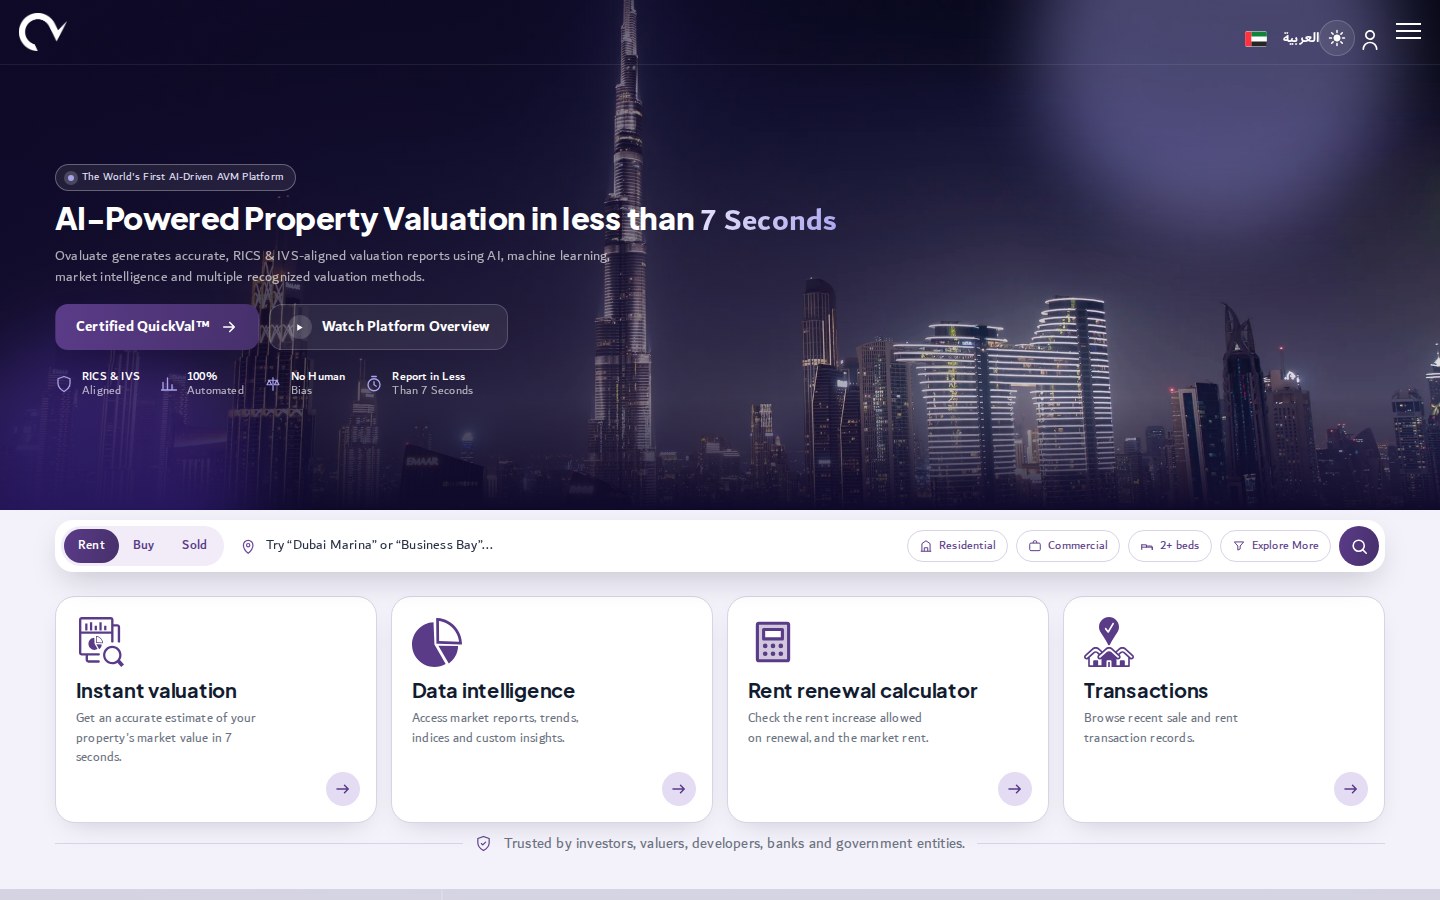 العربية
The World's First AI-Driven AVM Platform
AI-Powered Property Valuation in less than 7 Seconds
Ovaluate generates accurate, RICS & IVS-aligned valuation reports using AI, machine learning,
market intelligence and multiple recognized valuation methods.
Certified QuickVal™
Watch Platform Overview
RICS & IVS
Aligned
100%
Automated
No Human
Bias
Report in Less
Than 7 Seconds
EMAAR
Rent
Buy
Sold
Try “Dubai Marina” or “Business Bay”...
Residential
Commercial
2+ beds
Explore More
Instant valuation
Get an accurate estimate of your
property's market value in 7
seconds.
Data intelligence
Access market reports, trends,
indices and custom insights.
Rent renewal calculator
Check the rent increase allowed
on renewal, and the market rent.
Transactions
Browse recent sale and rent
transaction records.
Trusted by investors, valuers, developers, banks and government entities.